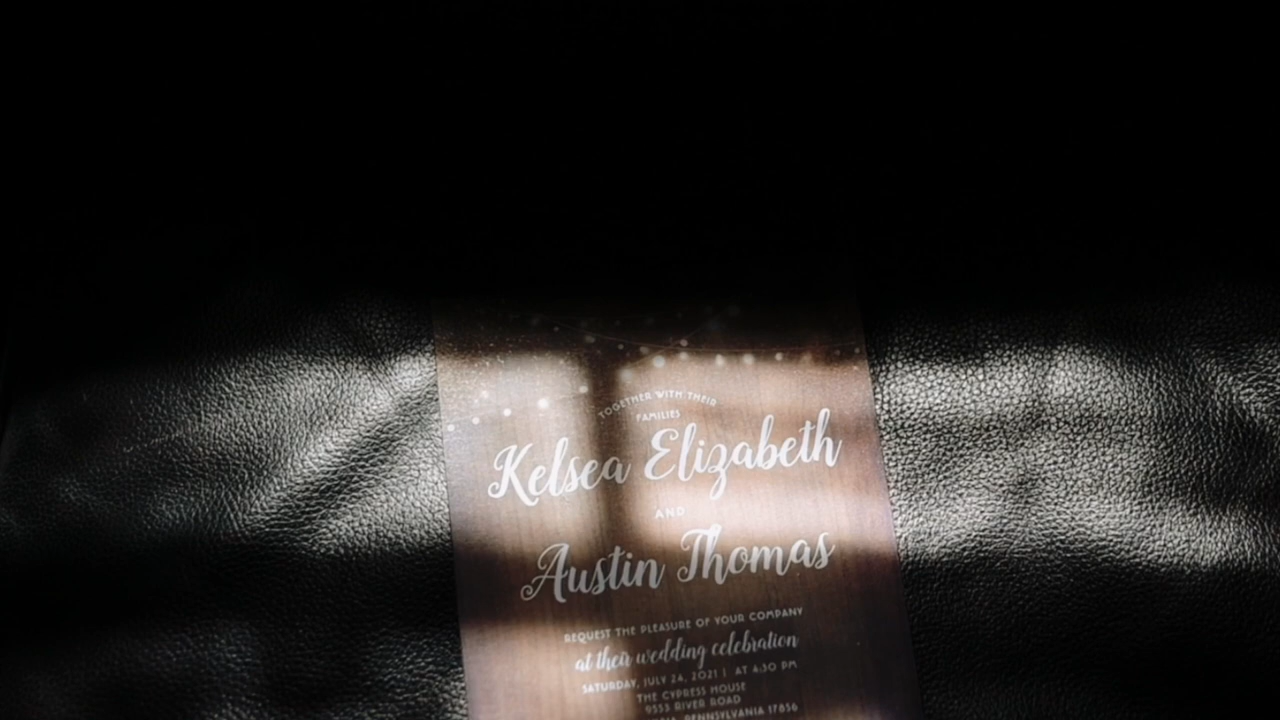 TOGETHER WITH THEIR
FAMILIES
Kelsea Elizabeth
AND
Austin Thomas
REQUEST THE PLEASURE OF YOUR COMPANY
at their wedding celebration
SATURDAY, JULY 24, 2021 | AT 4:30 PM
THE CYPRESS HOUSE
9553 RIVER ROAD
PENNSYLVANIA 17856